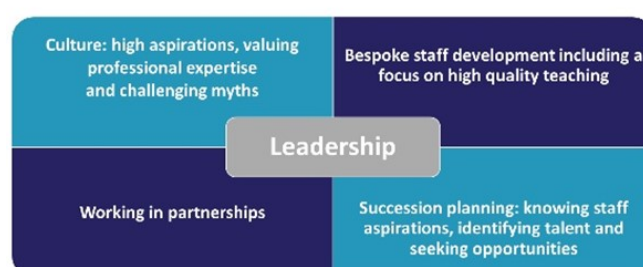 Culture: high aspirations, valuing
professional expertise
and challenging myths
Bespoke staff development including a
focus on high quality teaching
Leadership
Working in partnerships
Succession planning: knowing staff
aspirations, identifying talent and
seeking opportunities